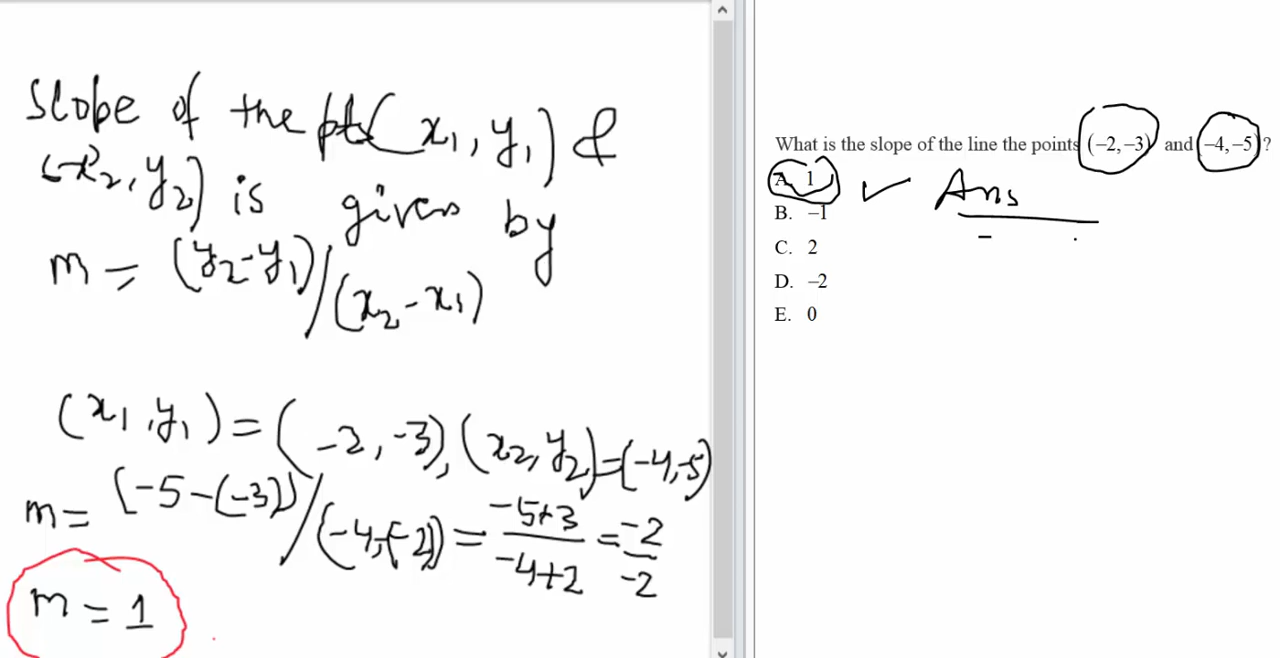 Slope of the pts (x₁, y₁) &
(x₂, y₂) is given by
m = (y₂-y₁)/(x₂-x₁)
(x₁, y₁) = (-2, -3), (x₂, y₂) = (-4, -5)
m = (-5-(-3))/(-4-(-2)) = -5+3/-4+2 = -2/-2
m = 1
What is the slope of the line the points (–2,–3) and (–4,–5)?
A. 1 ✓ Ans
B. –1
C. 2
D. –2
E. 0